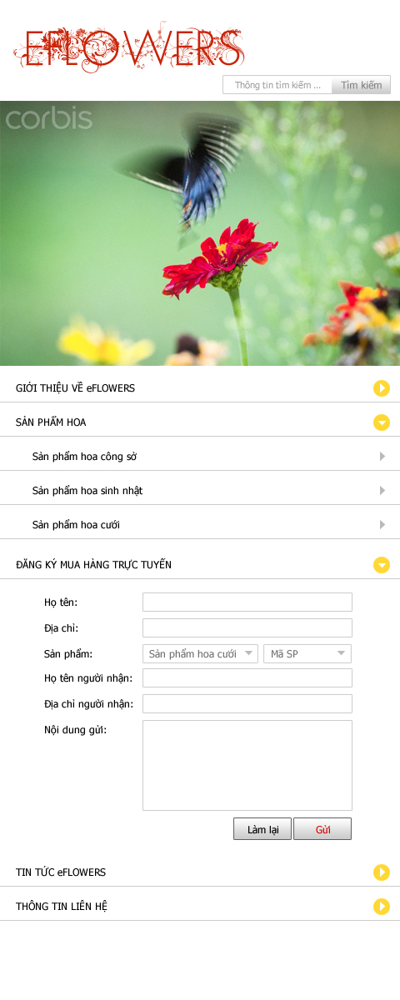 EFLOWERS
Thông tin tìm kiếm ... Tìm kiếm
corbis
GIỚI THIỆU VỀ eFLOWERS
SẢN PHẨM HOA
Sản phẩm hoa công sở
Sản phẩm hoa sinh nhật
Sản phẩm hoa cưới
ĐĂNG KÝ MUA HÀNG TRỰC TUYẾN
Họ tên:
Địa chỉ:
Sản phẩm: Sản phẩm hoa cưới Mã SP
Họ tên người nhận:
Địa chỉ người nhận:
Nội dung gửi:
Làm lại Gửi
TIN TỨC eFLOWERS
THÔNG TIN LIÊN HỆ